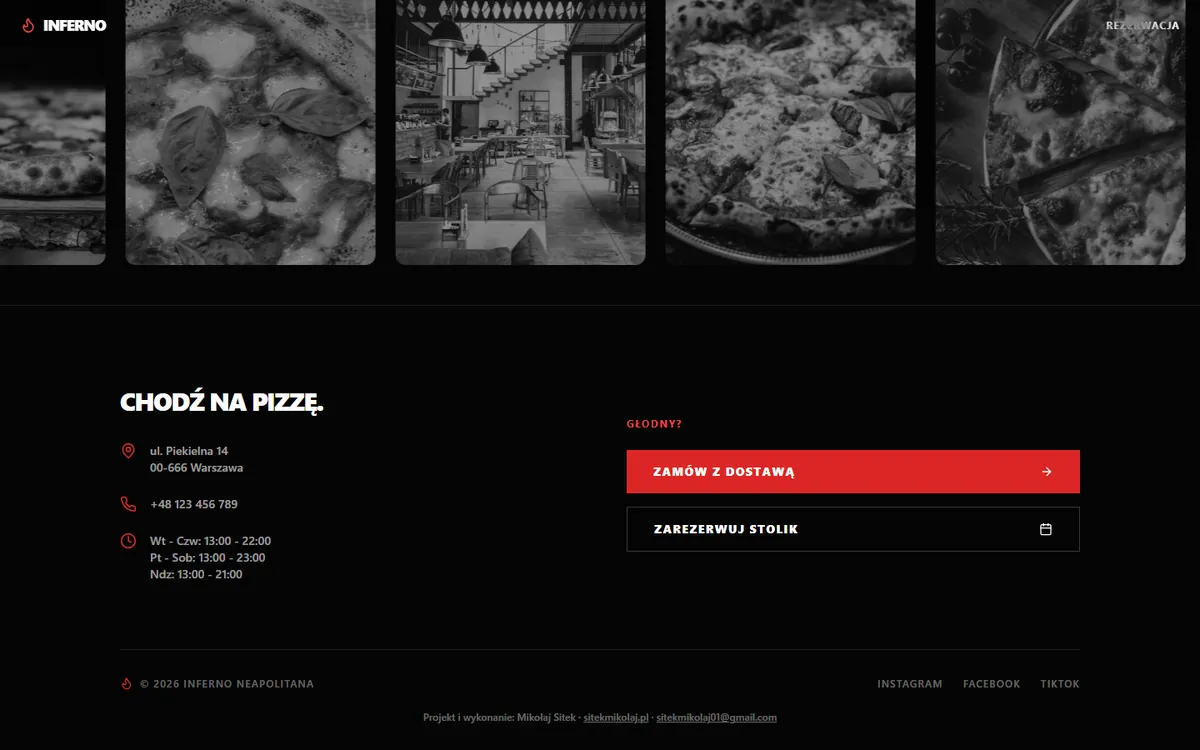 INFERNO
REZERWACJA
CHODŹ NA PIZZĘ.
ul. Piekielna 14
00-666 Warszawa
+48 123 456 789
Wt - Czw: 13:00 - 22:00
Pt - Sob: 13:00 - 23:00
Ndz: 13:00 - 21:00
GŁODNY?
ZAMÓW Z DOSTAWĄ
ZAREZERWUJ STOLIK
© 2026 INFERNO NEAPOLITANA
INSTAGRAM FACEBOOK TIKTOK
Projekt i wykonanie: Mikołaj Sitek · sitekmikolaj.pl · sitekmikolaj01@gmail.com